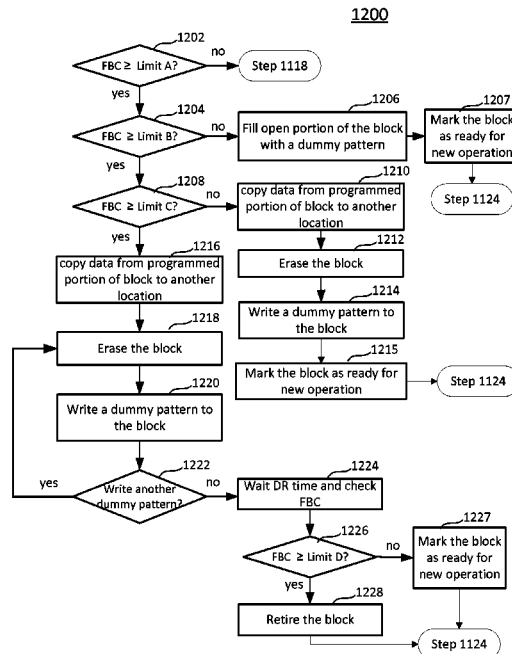 1200
1202
FBC ≥ Limit A?
no
Step 1118
yes
1204
FBC ≥ Limit B?
no
1206
Fill open portion of the block
with a dummy pattern
1207
Mark the block
as ready for
new operation
Step 1124
yes
1208
FBC ≥ Limit C?
no
1210
copy data from programmed
portion of block to another
location
1212
Erase the block
1214
Write a dummy pattern to
the block
1215
Mark the block as ready for
new operation
Step 1124
yes
1216
copy data from programmed
portion of block to another
location
1218
Erase the block
1220
Write a dummy pattern to
the block
1222
Write another
dummy pattern?
yes
no
1224
Wait DR time and check
FBC
1226
FBC ≥ Limit D?
no
1227
Mark the block
as ready for
new operation
yes
1228
Retire the block
Step 1124